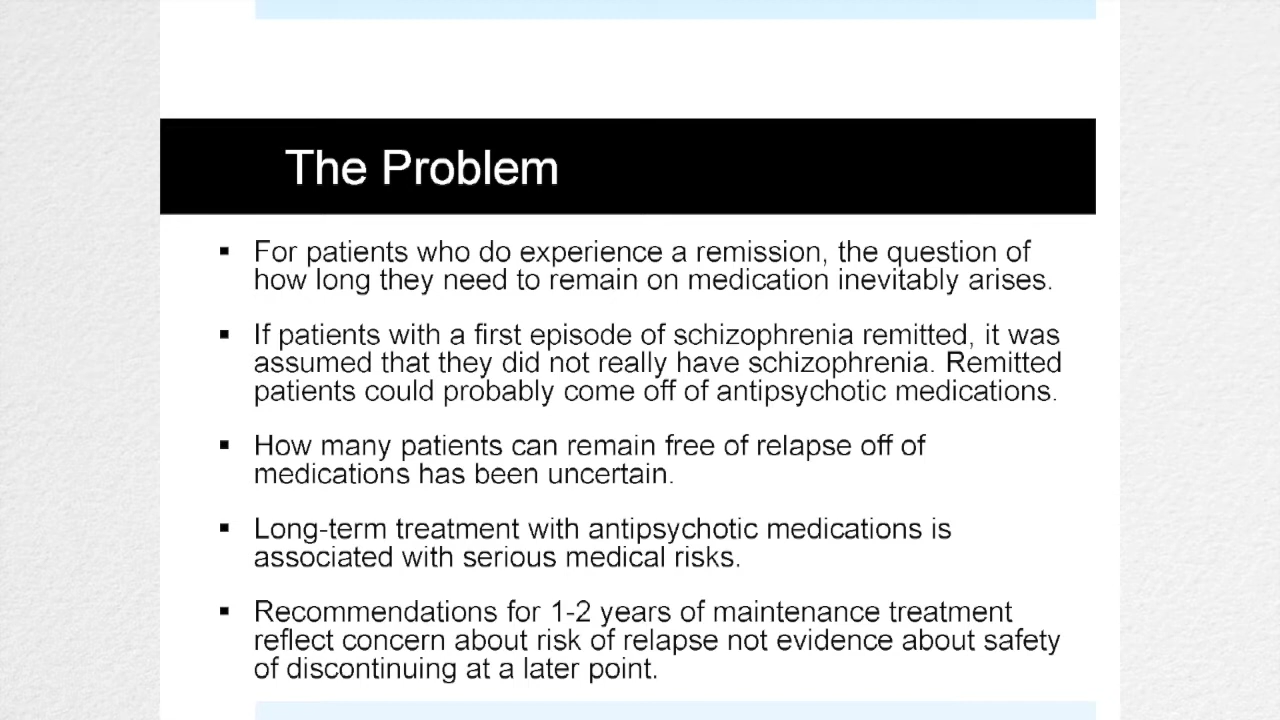 The Problem
▪ For patients who do experience a remission, the question of
how long they need to remain on medication inevitably arises.
▪ If patients with a first episode of schizophrenia remitted, it was
assumed that they did not really have schizophrenia. Remitted
patients could probably come off of antipsychotic medications.
▪ How many patients can remain free of relapse off of
medications has been uncertain.
▪ Long-term treatment with antipsychotic medications is
associated with serious medical risks.
▪ Recommendations for 1-2 years of maintenance treatment
reflect concern about risk of relapse not evidence about safety
of discontinuing at a later point.